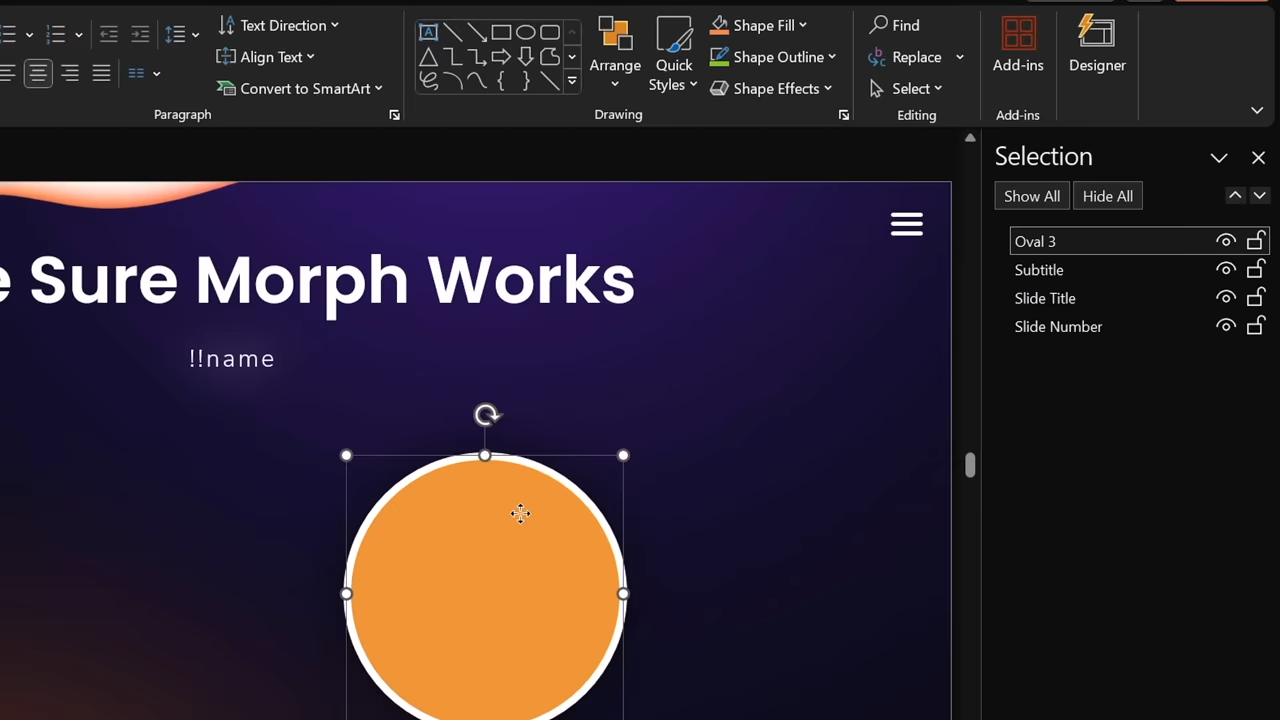 Text Direction
Align Text
Convert to SmartArt
Paragraph
Arrange
Quick Styles
Shape Fill
Shape Outline
Shape Effects
Drawing
Find
Replace
Select
Editing
Add-ins
Add-ins
Designer
Selection
Show All
Hide All
Oval 3
Subtitle
Slide Title
Slide Number
e Sure Morph Works
!!name